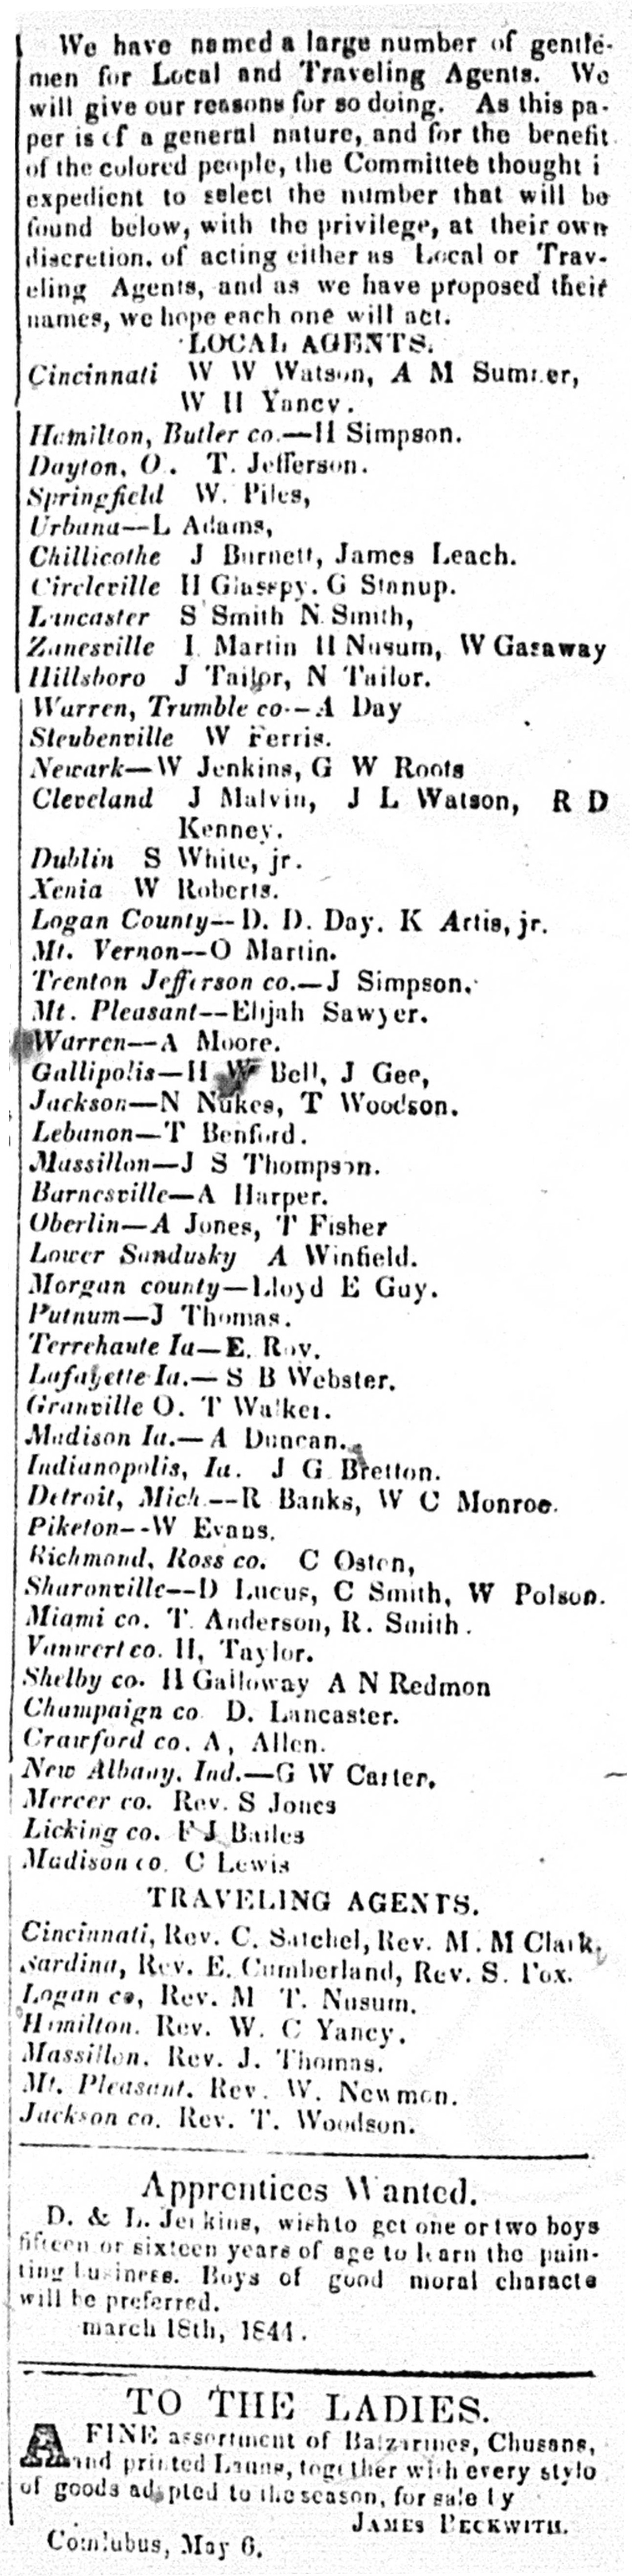 We have named a large number of gentle-
men for Local and Traveling Agents. We
will give our reasons for so doing. As this pa-
per is of a general nature, and for the benefit
of the colored people, the Committee thought i
expedient to select the number that will be
found below, with the privilege, at their own
discretion. of acting either as Local or Trav-
eling Agents, and as we have proposed their
names, we hope each one will act.
LOCAL AGENTS.
Cincinnati W W Watson, A M Sumner,
W H Yancy.
Hamilton, Butler co.—H Simpson.
Dayton, O. T. Jefferson.
Springfield W. Piles,
Urbana—L Adams,
Chillicothe J Burnett, James Leach.
Circleville H Glasspy. G Stanup.
Lancaster S Smith N Smith,
Zanesville I Martin H Nusum, W Garaway
Hillsboro J Tailor, N Tailor.
Warren, Trumble co—A Day
Steubenville W Ferris.
Newark—W Jenkins, G W Roots
Cleveland J Malvin, J L Watson, R D
Kenney.
Dublin S White, jr.
Xenia W Roberts.
Logan County—D. D. Day. K Artis, jr.
Mt. Vernon—O Martin.
Trenton Jefferson co.—J Simpson.
Mt. Pleasant—Elijah Sawyer.
Warren—A Moore.
Gallipolis—H W Bell, J Gee,
Jackson—N Nukes, T Woodson.
Lebanon—T Benford.
Massillon—J S Thompson.
Barnesville—A Harper.
Oberlin—A Jones, T Fisher
Lower Sandusky A Winfield.
Morgan county—Lloyd E Guy.
Putnum—J Thomas.
Terrehaute Ia—E. Roy.
Lafayette Ia.—S B Webster.
Granville O. T Walker.
Madison Ia.—A Duncan.
Indianopolis, Ia. J G Bretton.
Detroit, Mich—R Banks, W C Monroe.
Piketon—W Evans.
Richmond, Ross co. C Osten,
Sharonville—D Lucus, C Smith, W Polson.
Miami co. T. Anderson, R. Smith.
Vanwert co. H, Taylor.
Shelby co. H Galloway A N Redmon
Champaign co D. Lancaster.
Crawford co. A, Allen.
New Albany, Ind.—G W Carter.
Mercer co. Rev. S Jones
Licking co. P J Bailes
Madison co. C Lewis
TRAVELING AGENTS.
Cincinnati, Rev. C. Satchel, Rev. M. M Clark,
Sardina, Rev. E. Cumberland, Rev. S. Fox.
Logan co, Rev. M T. Nusum.
Hamilton. Rev. W. C Yancy.
Massillon. Rev. J. Thomas.
Mt. Pleasant. Rev. W. Newman.
Jackson co. Rev. T. Woodson.
Apprentices Wanted.
D. & L. Jenkins, wish to get one or two boys
fifteen or sixteen years of age to learn the pain-
ting business. Boys of good moral characte
will be preferred.
march 18th, 1844.
TO THE LADIES.
A FINE assortment of Balzarines, Chusans,
and printed Launs, together with every style
of goods adapted to the season, for sale by
JAMES PECKWITH.
Comlubus, May 6.